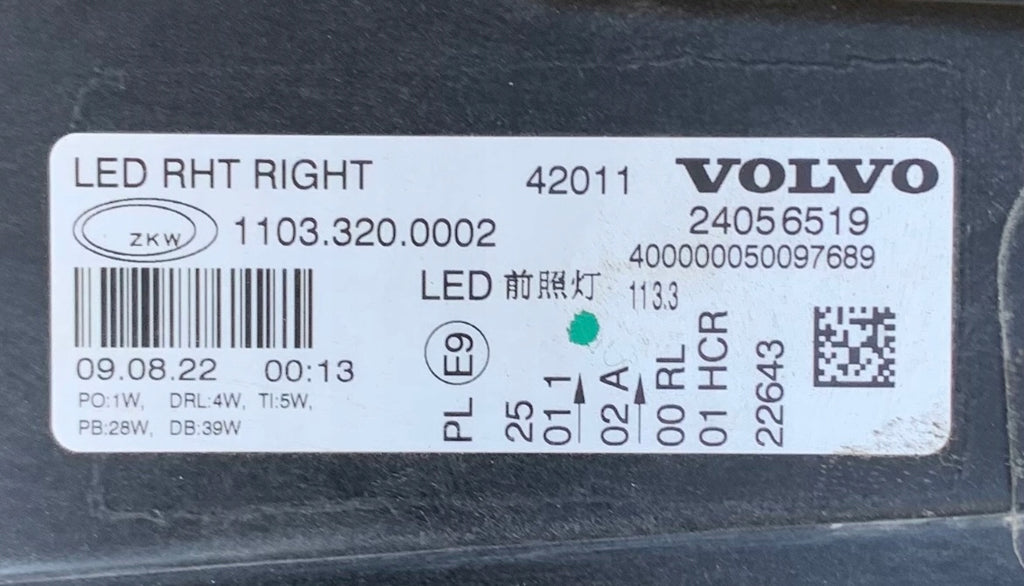 LED RHT RIGHT
42011
VOLVO
ZKW
1103.320.0002
24056519
400000050097689
LED 前照灯
113.3
09.08.22 00:13
PO:1W, DRL:4W, TI:5W,
PB:28W, DB:39W
E9
PL
25
01 1
02 A
00 RL
01 HCR
22643